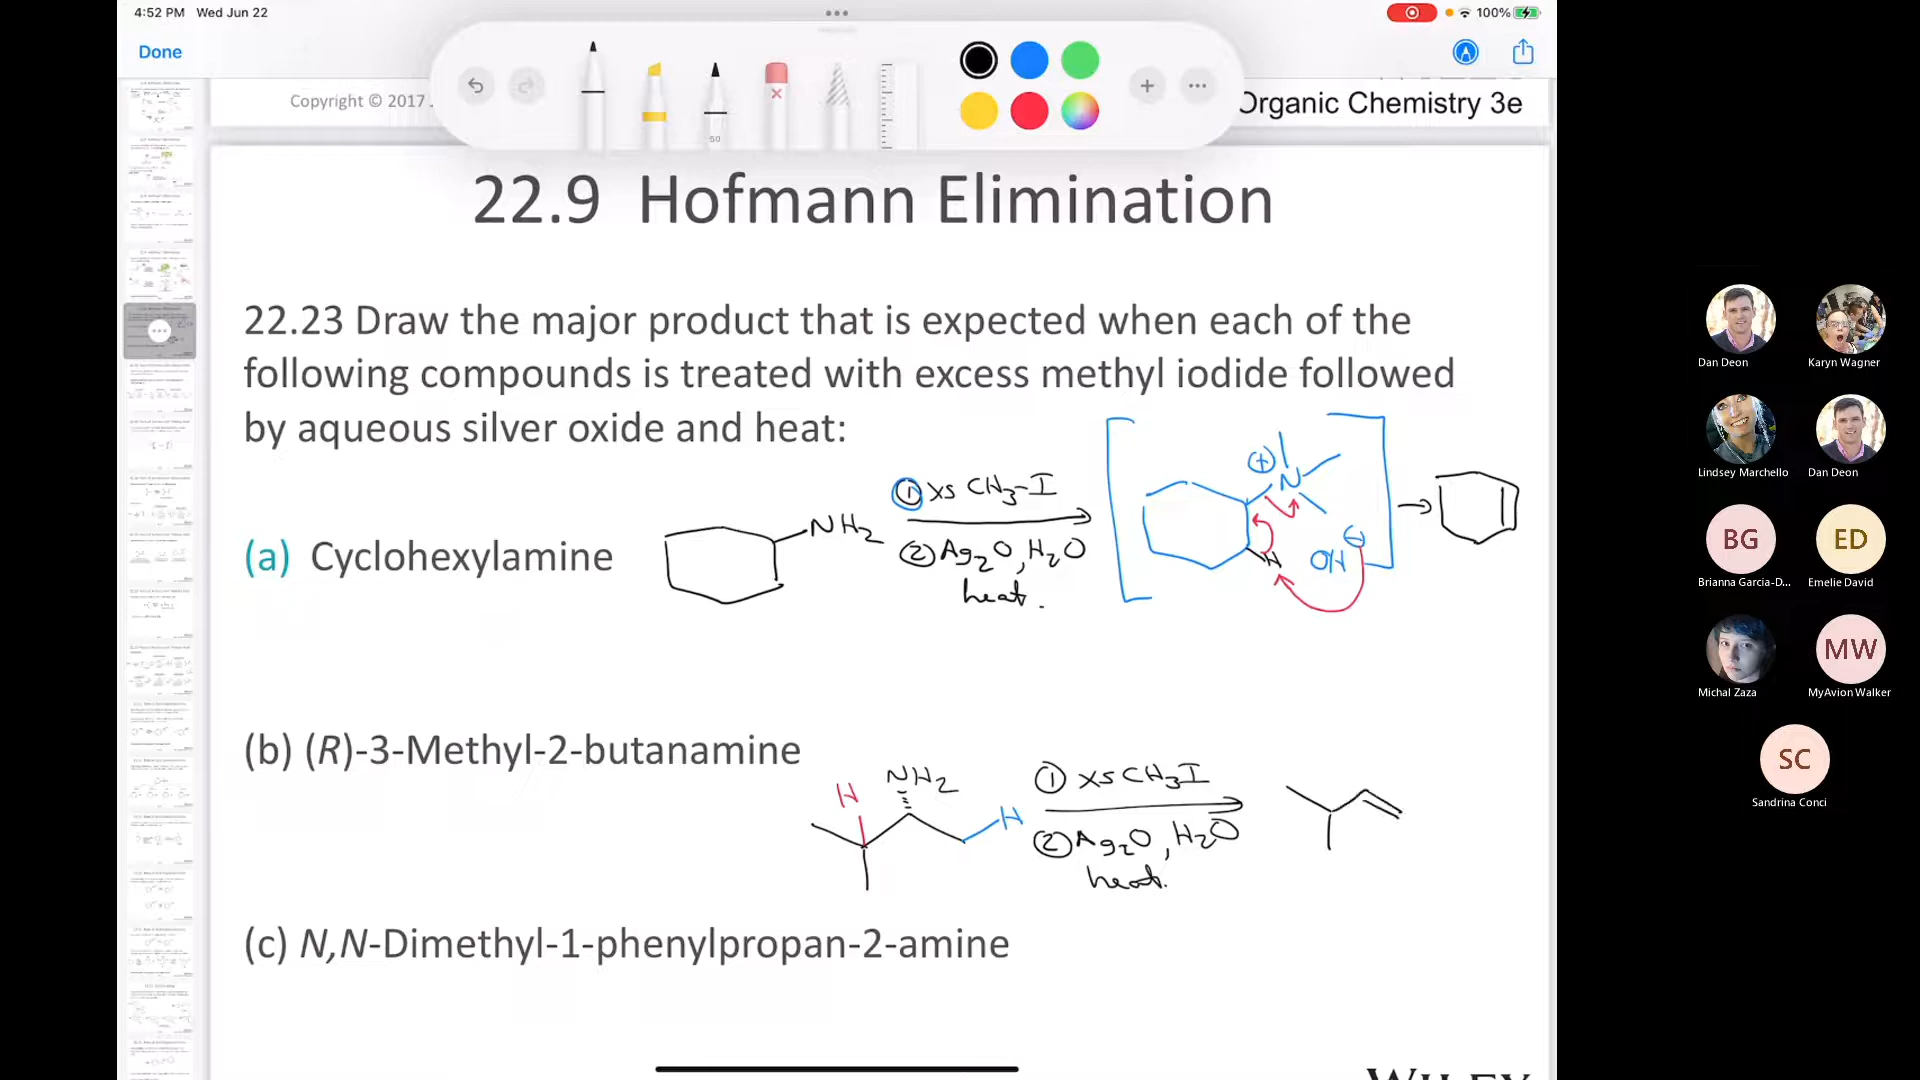 4:52 PM Wed Jun 22
100%
Done
50
Copyright © 2017 J
Organic Chemistry 3e
22.9 Hofmann Elimination
22.23 Draw the major product that is expected when each of the
following compounds is treated with excess methyl iodide followed
by aqueous silver oxide and heat:
(a) Cyclohexylamine
NH2
① xs CH3-I
② Ag2O, H2O
heat.
⊕
N
H
OH
⊖
(b) (R)-3-Methyl-2-butanamine
H
NH2
H
① xs CH3I
② Ag2O, H2O
heat.
(c) N,N-Dimethyl-1-phenylpropan-2-amine
WILEY
Dan Deon
Karyn Wagner
Lindsey Marchello
Dan Deon
BG
Brianna Garcia-D...
ED
Emelie David
Michal Zaza
MW
MyAvion Walker
SC
Sandrina Conci